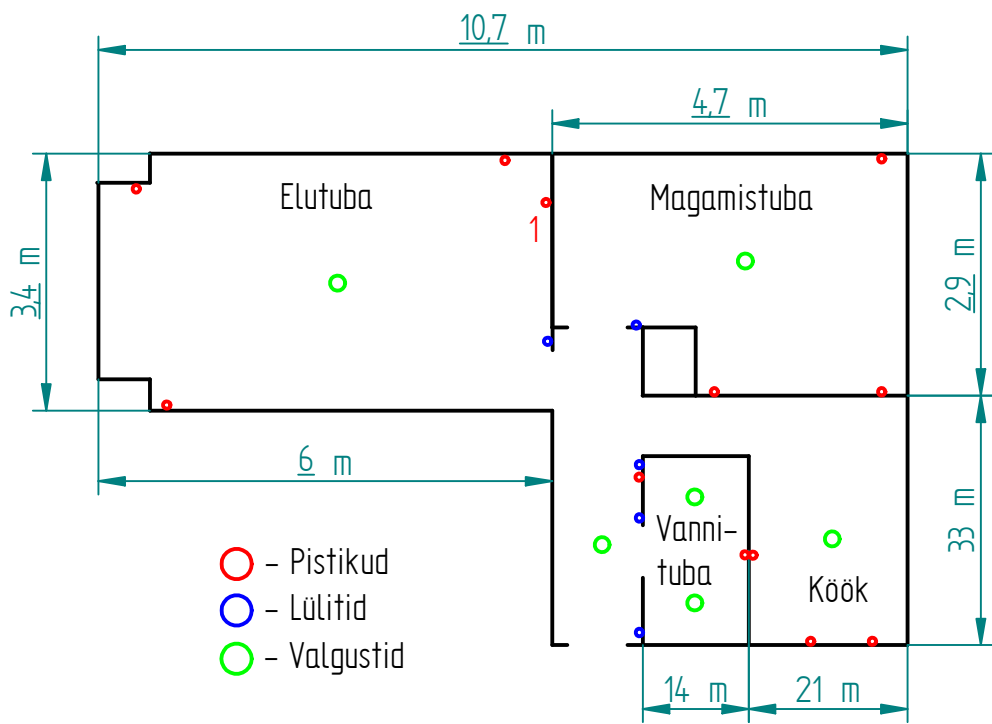 10,7 m
4,7 m
Elutuba
Magamistuba
1
3,4 m
2,9 m
6 m
33 m
Vanni-
tuba
Köök
– Pistikud
– Lülitid
– Valgustid
14 m
21 m